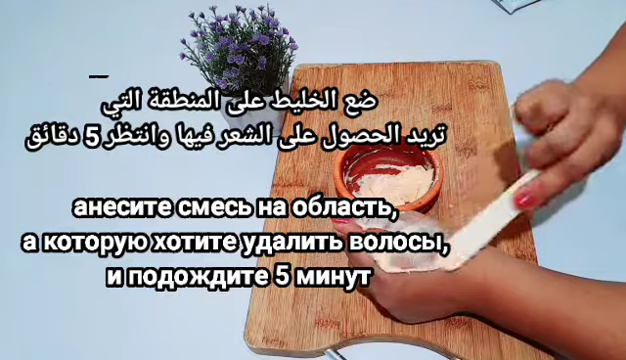 ضع الخليط على المنطقة التي
تريد الحصول على الشعر فيها وانتظر 5 دقائق
анесите смесь на область,
а которую хотите удалить волосы,
и подождите 5 минут